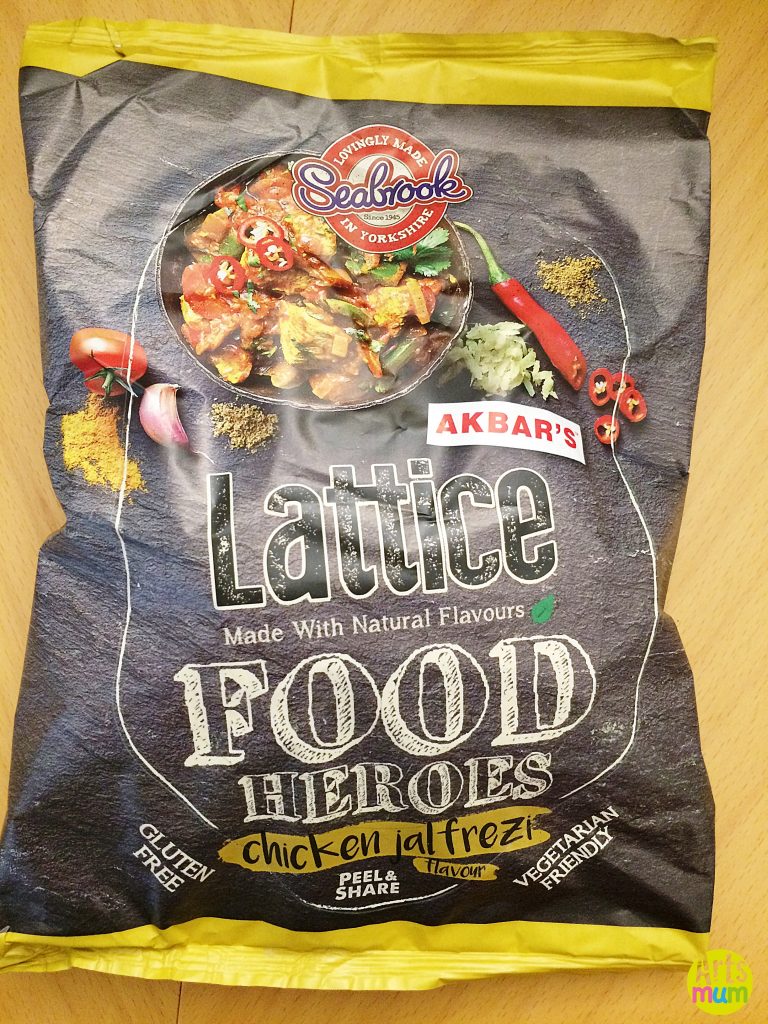 LOVINGLY MADE
Seabrook
Since 1945
IN YORKSHIRE
AKBAR'S
Lattice
Made With Natural Flavours
FOOD
HEROES
chicken jalfrezi
flavour
GLUTEN
FREE
PEEL &
SHARE
VEGETARIAN
FRIENDLY
Arts
mum